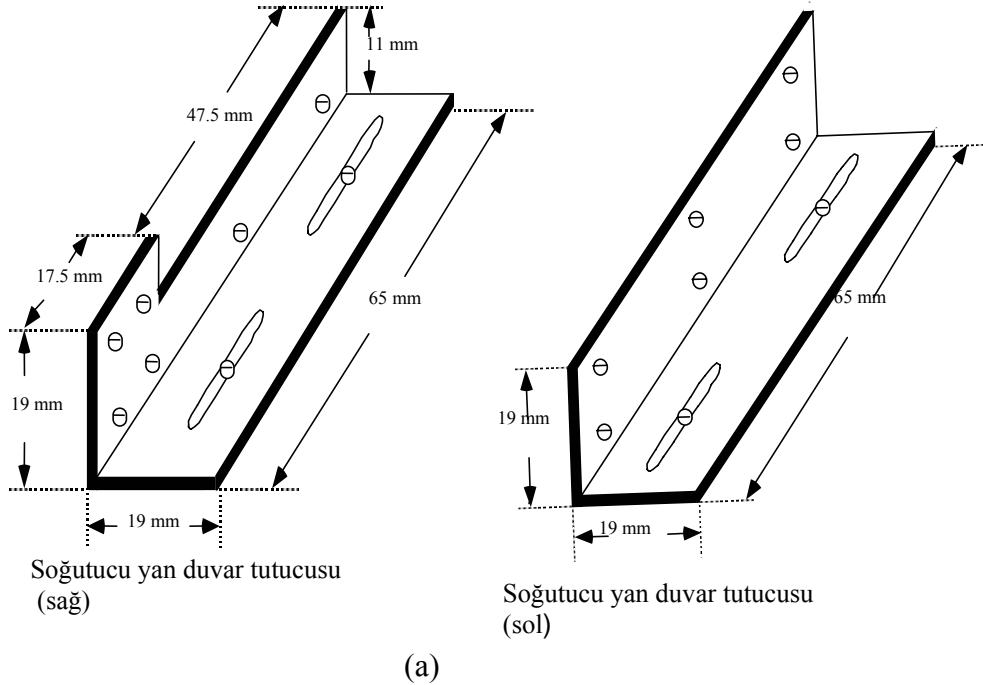 11 mm
47.5 mm
17.5 mm
65 mm
19 mm
19 mm
Soğutucu yan duvar tutucusu
(sağ)
65 mm
19 mm
19 mm
Soğutucu yan duvar tutucusu
(sol)
(a)